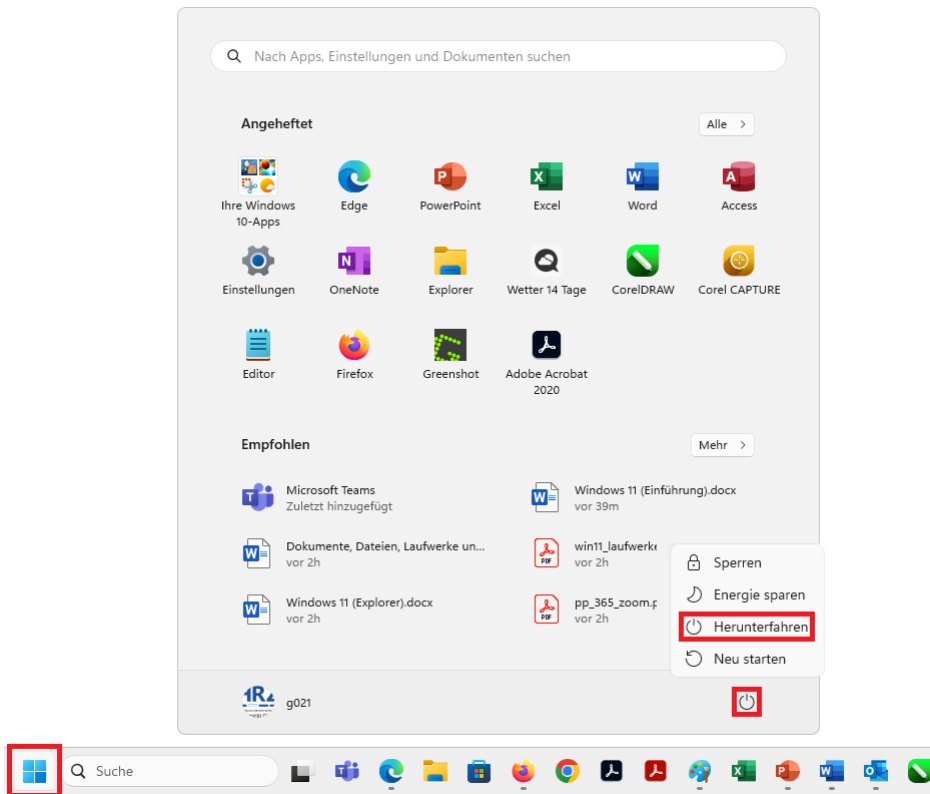 Nach Apps, Einstellungen und Dokumenten suchen
Angeheftet
Alle
Ihre Windows
10-Apps
Edge
PowerPoint
Excel
Word
Access
Einstellungen
OneNote
Explorer
Wetter 14 Tage
CorelDRAW
Corel CAPTURE
Editor
Firefox
Greenshot
Adobe Acrobat
2020
Empfohlen
Mehr
Microsoft Teams
Zuletzt hinzugefügt
Windows 11 (Einführung).docx
vor 39m
Dokumente, Dateien, Laufwerke un...
vor 2h
win11_laufwerke
vor 2h
Windows 11 (Explorer).docx
vor 2h
pp_365_zoom.p
vor 2h
Sperren
Energie sparen
Herunterfahren
Neu starten
g021
Suche